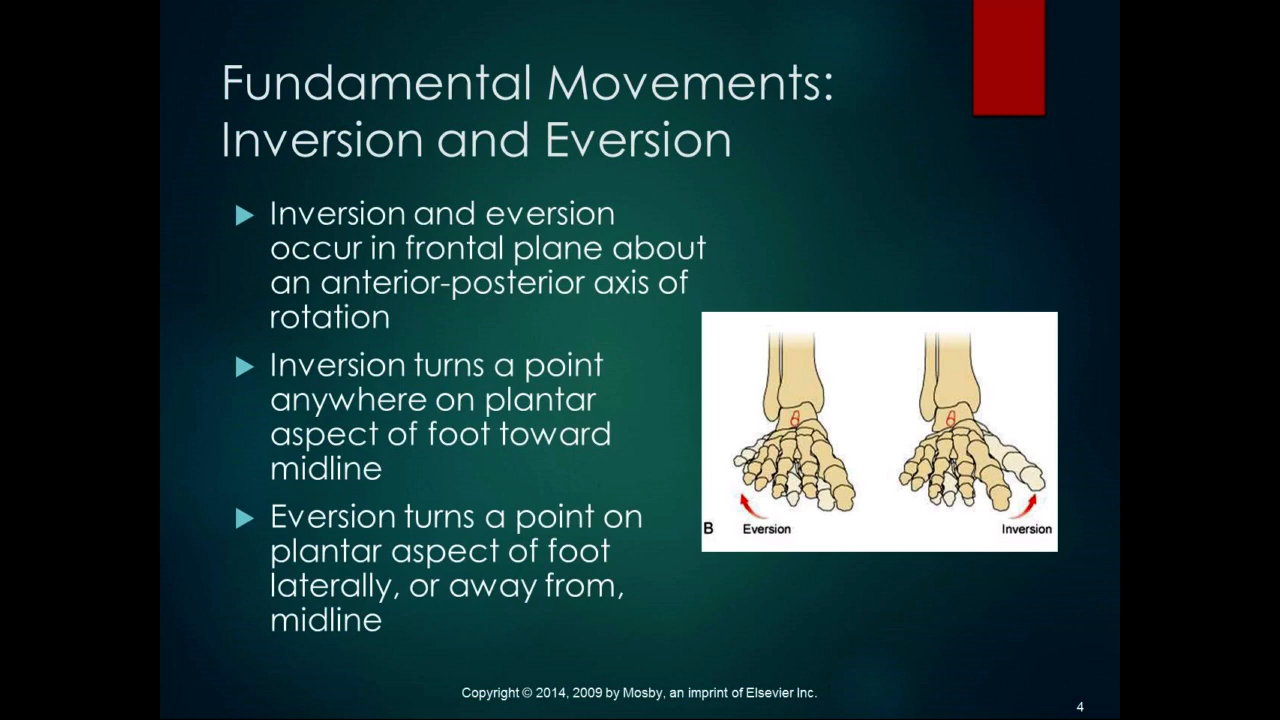 Fundamental Movements:
Inversion and Eversion
Inversion and eversion
occur in frontal plane about
an anterior-posterior axis of
rotation
Inversion turns a point
anywhere on plantar
aspect of foot toward
midline
Eversion turns a point on
plantar aspect of foot
laterally, or away from,
midline
B
Eversion
Inversion
Copyright © 2014, 2009 by Mosby, an imprint of Elsevier Inc.
4